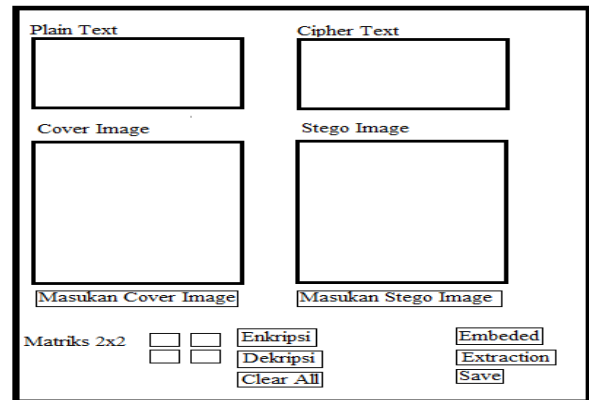 Plain Text
Cipher Text
Cover Image
Stego Image
Masukan Cover Image
Masukan Stego Image
Matriks 2x2
Enkripsi
Embeded
Dekripsi
Extraction
Clear All
Save